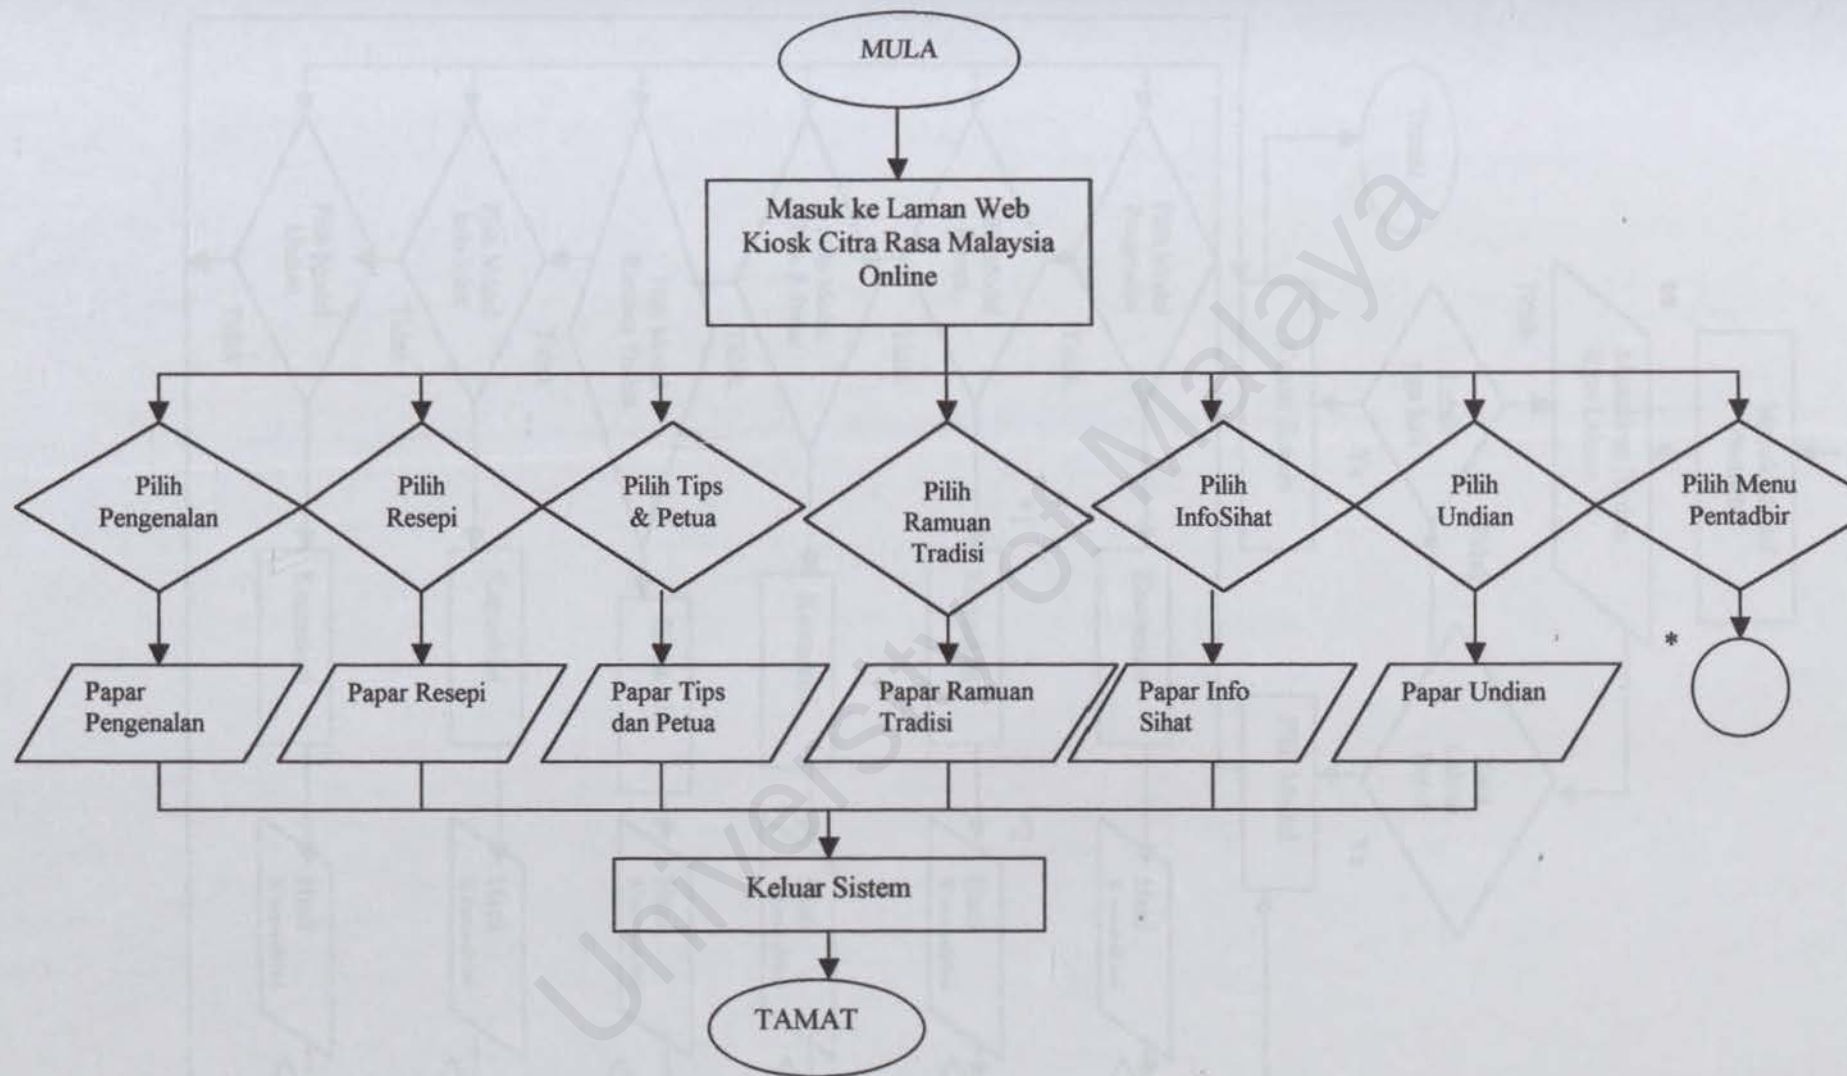 MULA
Masuk ke Laman Web
Kiosk Citra Rasa Malaysia
Online
Pilih
Pengenalan
Pilih
Resepi
Pilih Tips
& Petua
Pilih
Ramuan
Tradisi
Pilih
InfoSihat
Pilih
Undian
Pilih Menu
Pentadbir
Papar
Pengenalan
Papar Resepi
Papar Tips
dan Petua
Papar Ramuan
Tradisi
Papar Info
Sihat
Papar Undian
*
Keluar Sistem
TAMAT
University of Malaya